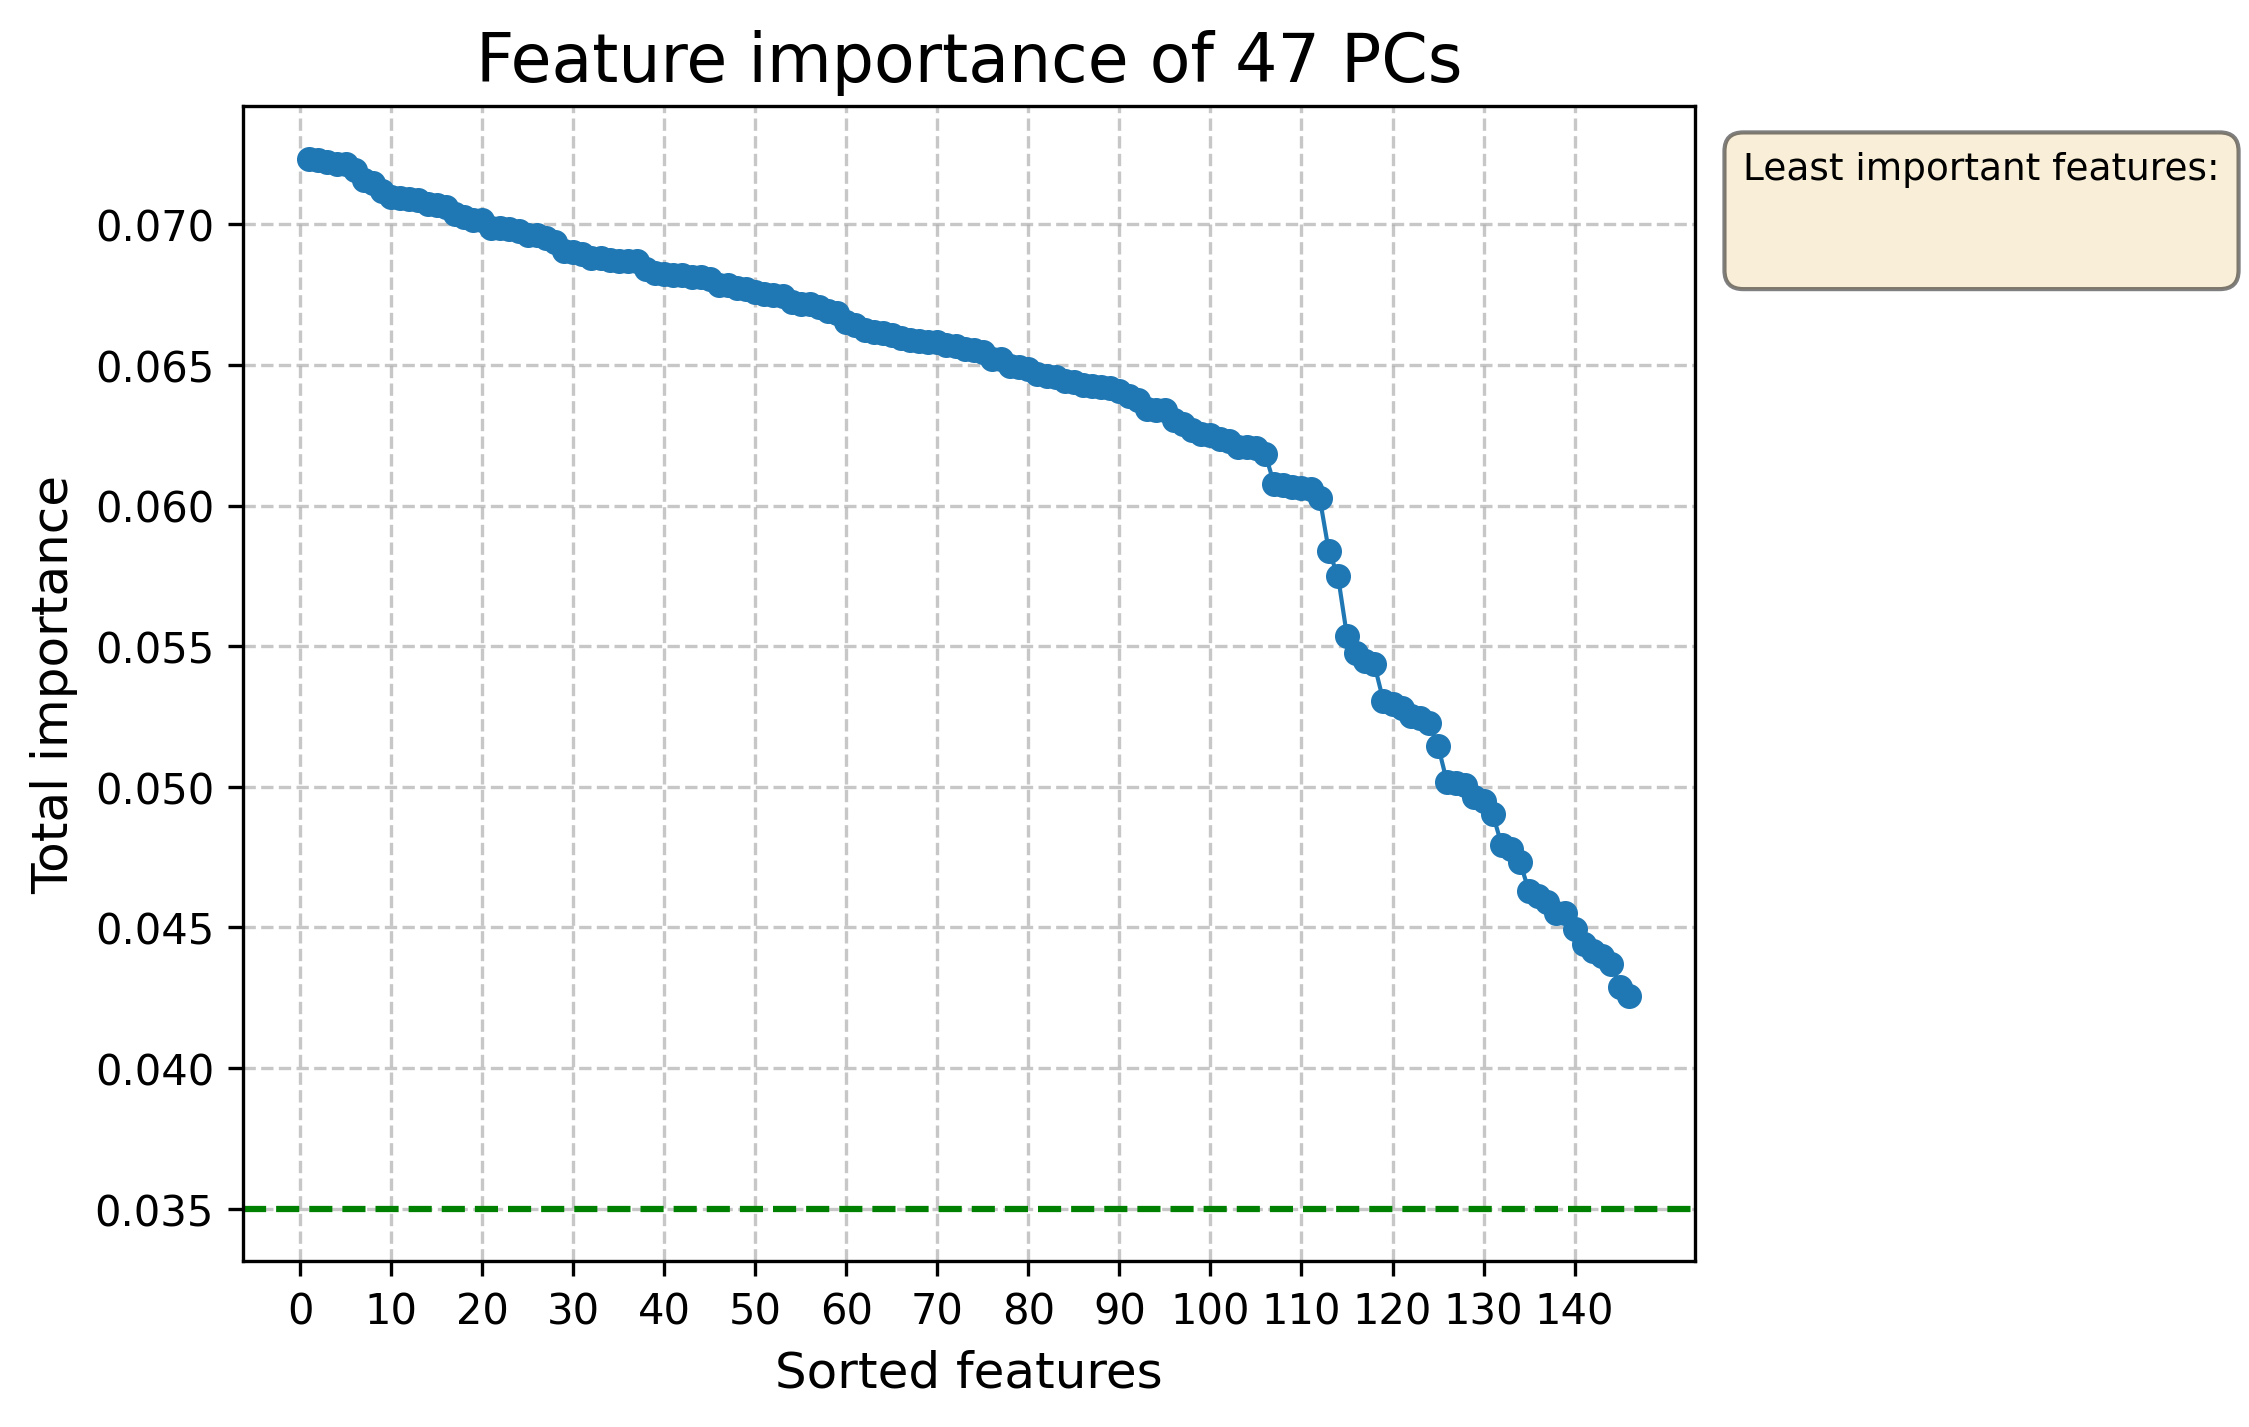 Feature importance of 47 PCs
Least important features:
Total importance
0.070
0.065
0.060
0.055
0.050
0.045
0.040
0.035
0 10 20 30 40 50 60 70 80 90 100 110 120 130 140
Sorted features